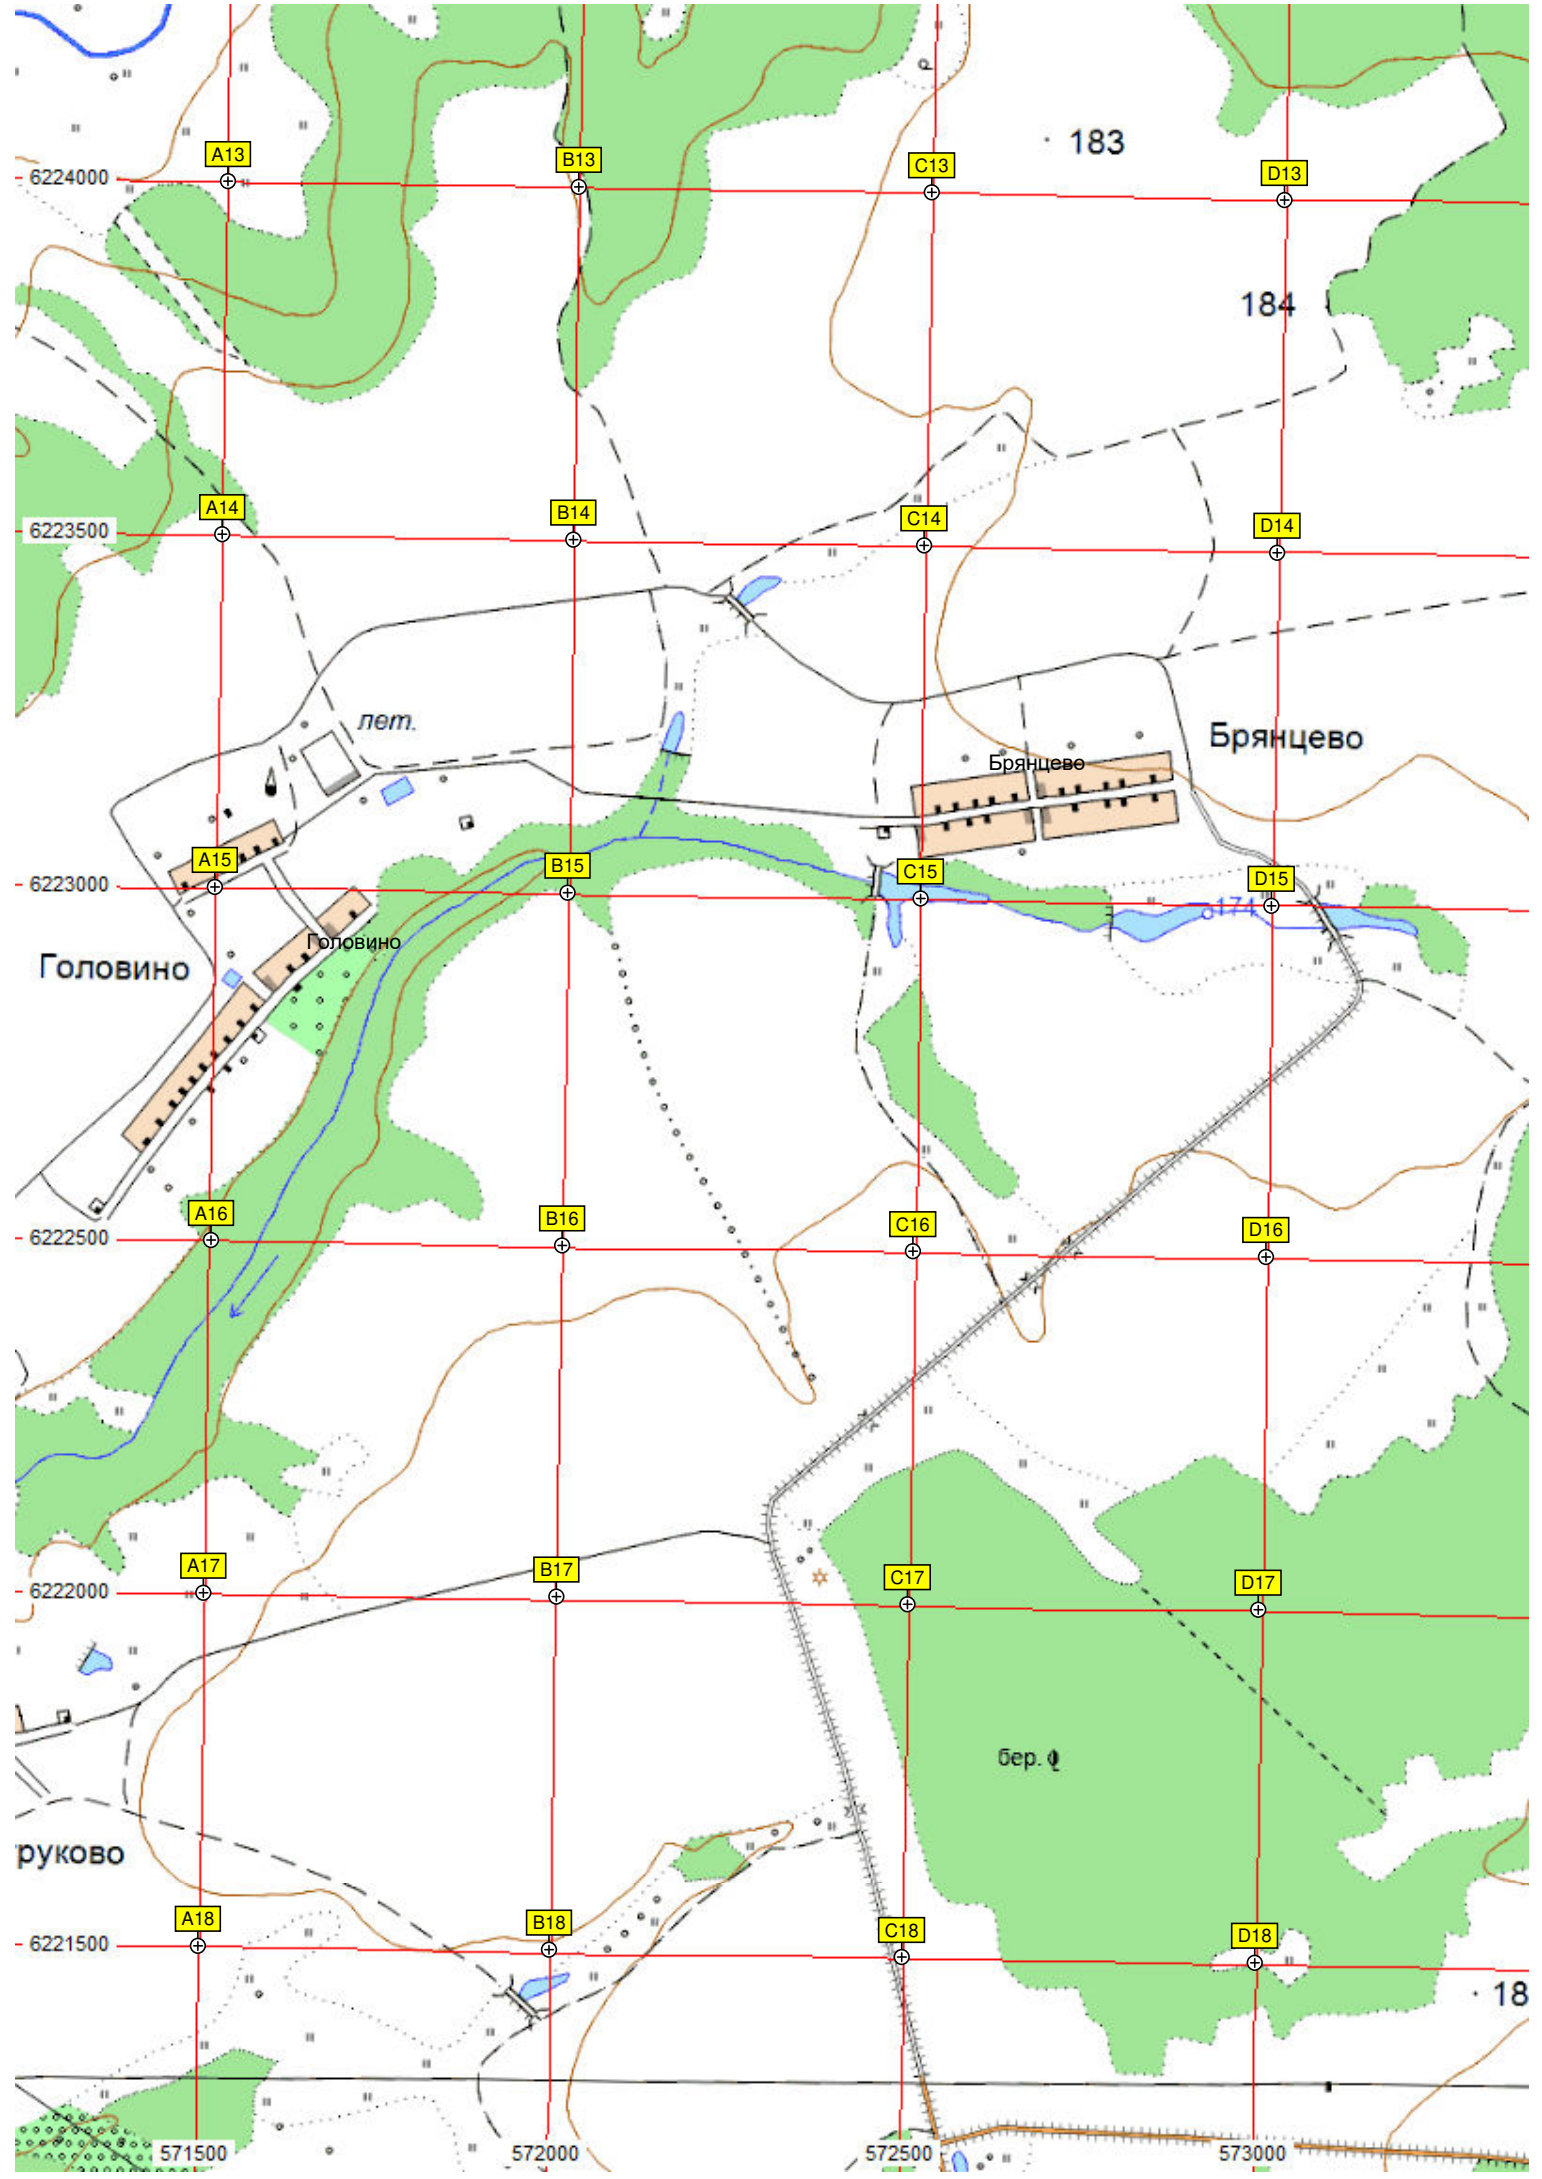 183
A13
B13
C13
D13
6224000
184
A14
B14
C14
D14
6223500
лет.
Брянцево
Брянцево
A15
B15
C15
D15
6223000
174
Головино
Головино
A16
B16
C16
D16
6222500
A17
B17
C17
D17
6222000
бер.
руково
A18
B18
C18
D18
6221500
18
571500
572000
572500
573000